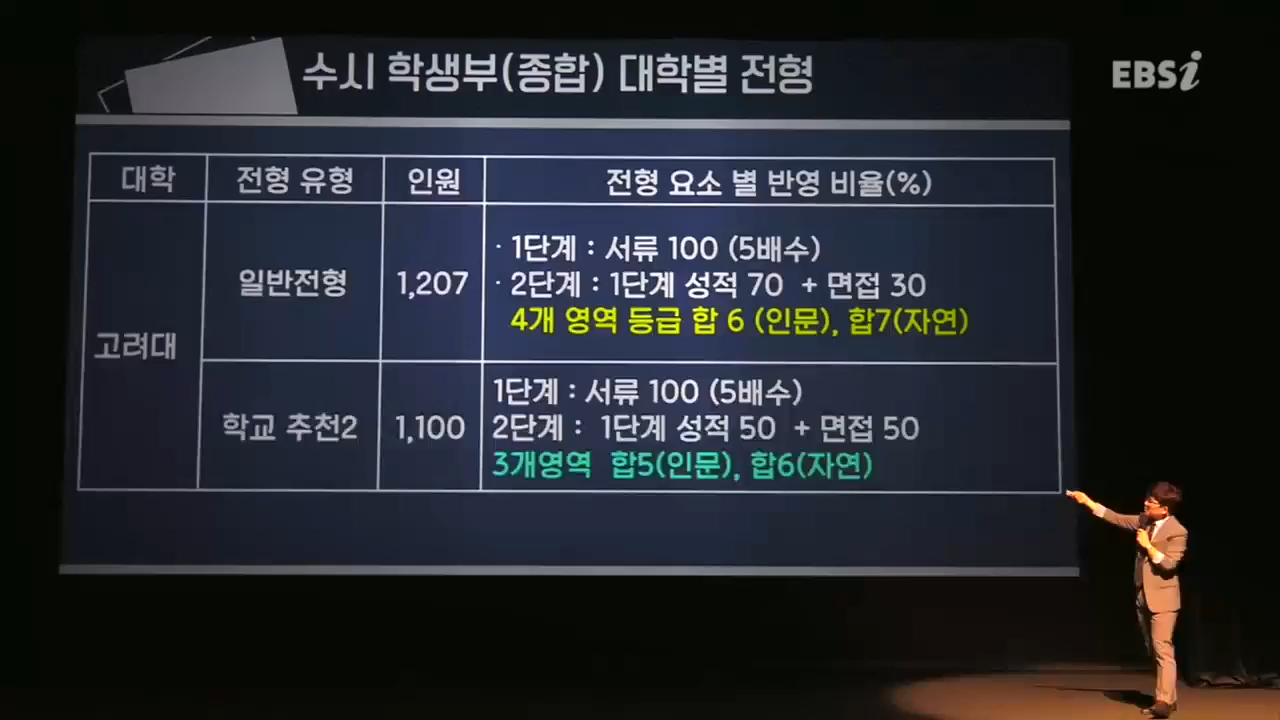 수시 학생부(종합) 대학별 전형
EBSi
대학 전형 유형 인원 전형 요소 별 반영 비율(%)
고려대
일반전형 1,207
· 1단계 : 서류 100 (5배수)
· 2단계 : 1단계 성적 70 + 면접 30
4개 영역 등급 합 6 (인문), 합7(자연)
학교 추천2 1,100
1단계 : 서류 100 (5배수)
2단계 : 1단계 성적 50 + 면접 50
3개영역 합5(인문), 합6(자연)